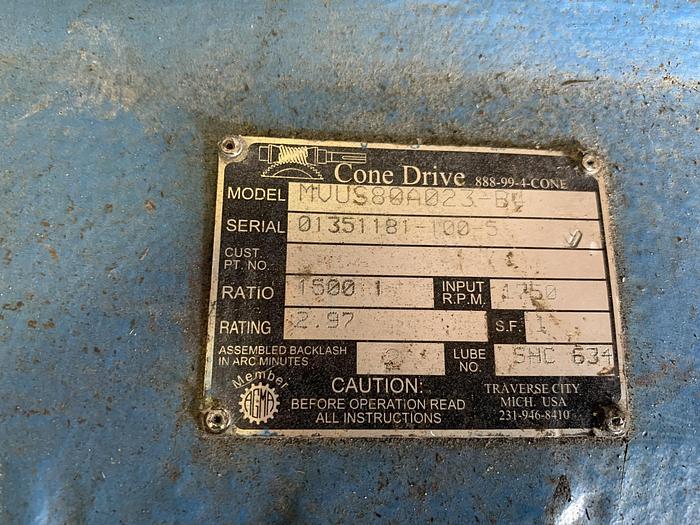 Cone Drive 888-99-4-CONE
MODEL MVUS80A023-B4
SERIAL 01351181-100-5
CUST. PT. NO.
RATIO 1500 1 INPUT R.P.M. 1750
RATING 2.97 S.F. 1
ASSEMBLED BACKLASH IN ARC MINUTES LUBE NO. SHC 634
Member
AGMA
CAUTION:
BEFORE OPERATION READ
ALL INSTRUCTIONS
TRAVERSE CITY
MICH. USA
231-946-8410